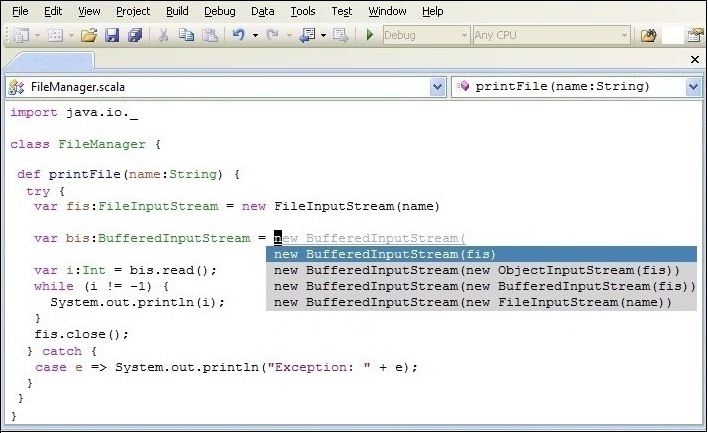 File Edit View Project Build Debug Data Tools Test Window Help
Debug Any CPU
FileManager.scala printFile(name:String)
import java.io._
class FileManager {
def printFile(name:String) {
try {
var fis:FileInputStream = new FileInputStream(name)
var bis:BufferedInputStream = new BufferedInputStream(
new BufferedInputStream(fis)
var i:Int = bis.read(); new BufferedInputStream(new ObjectInputStream(fis))
while (i != -1) { new BufferedInputStream(new BufferedInputStream(fis))
System.out.println(i); new BufferedInputStream(new FileInputStream(name))
}
fis.close();
} catch {
case e => System.out.println("Exception: " + e);
}
}
}